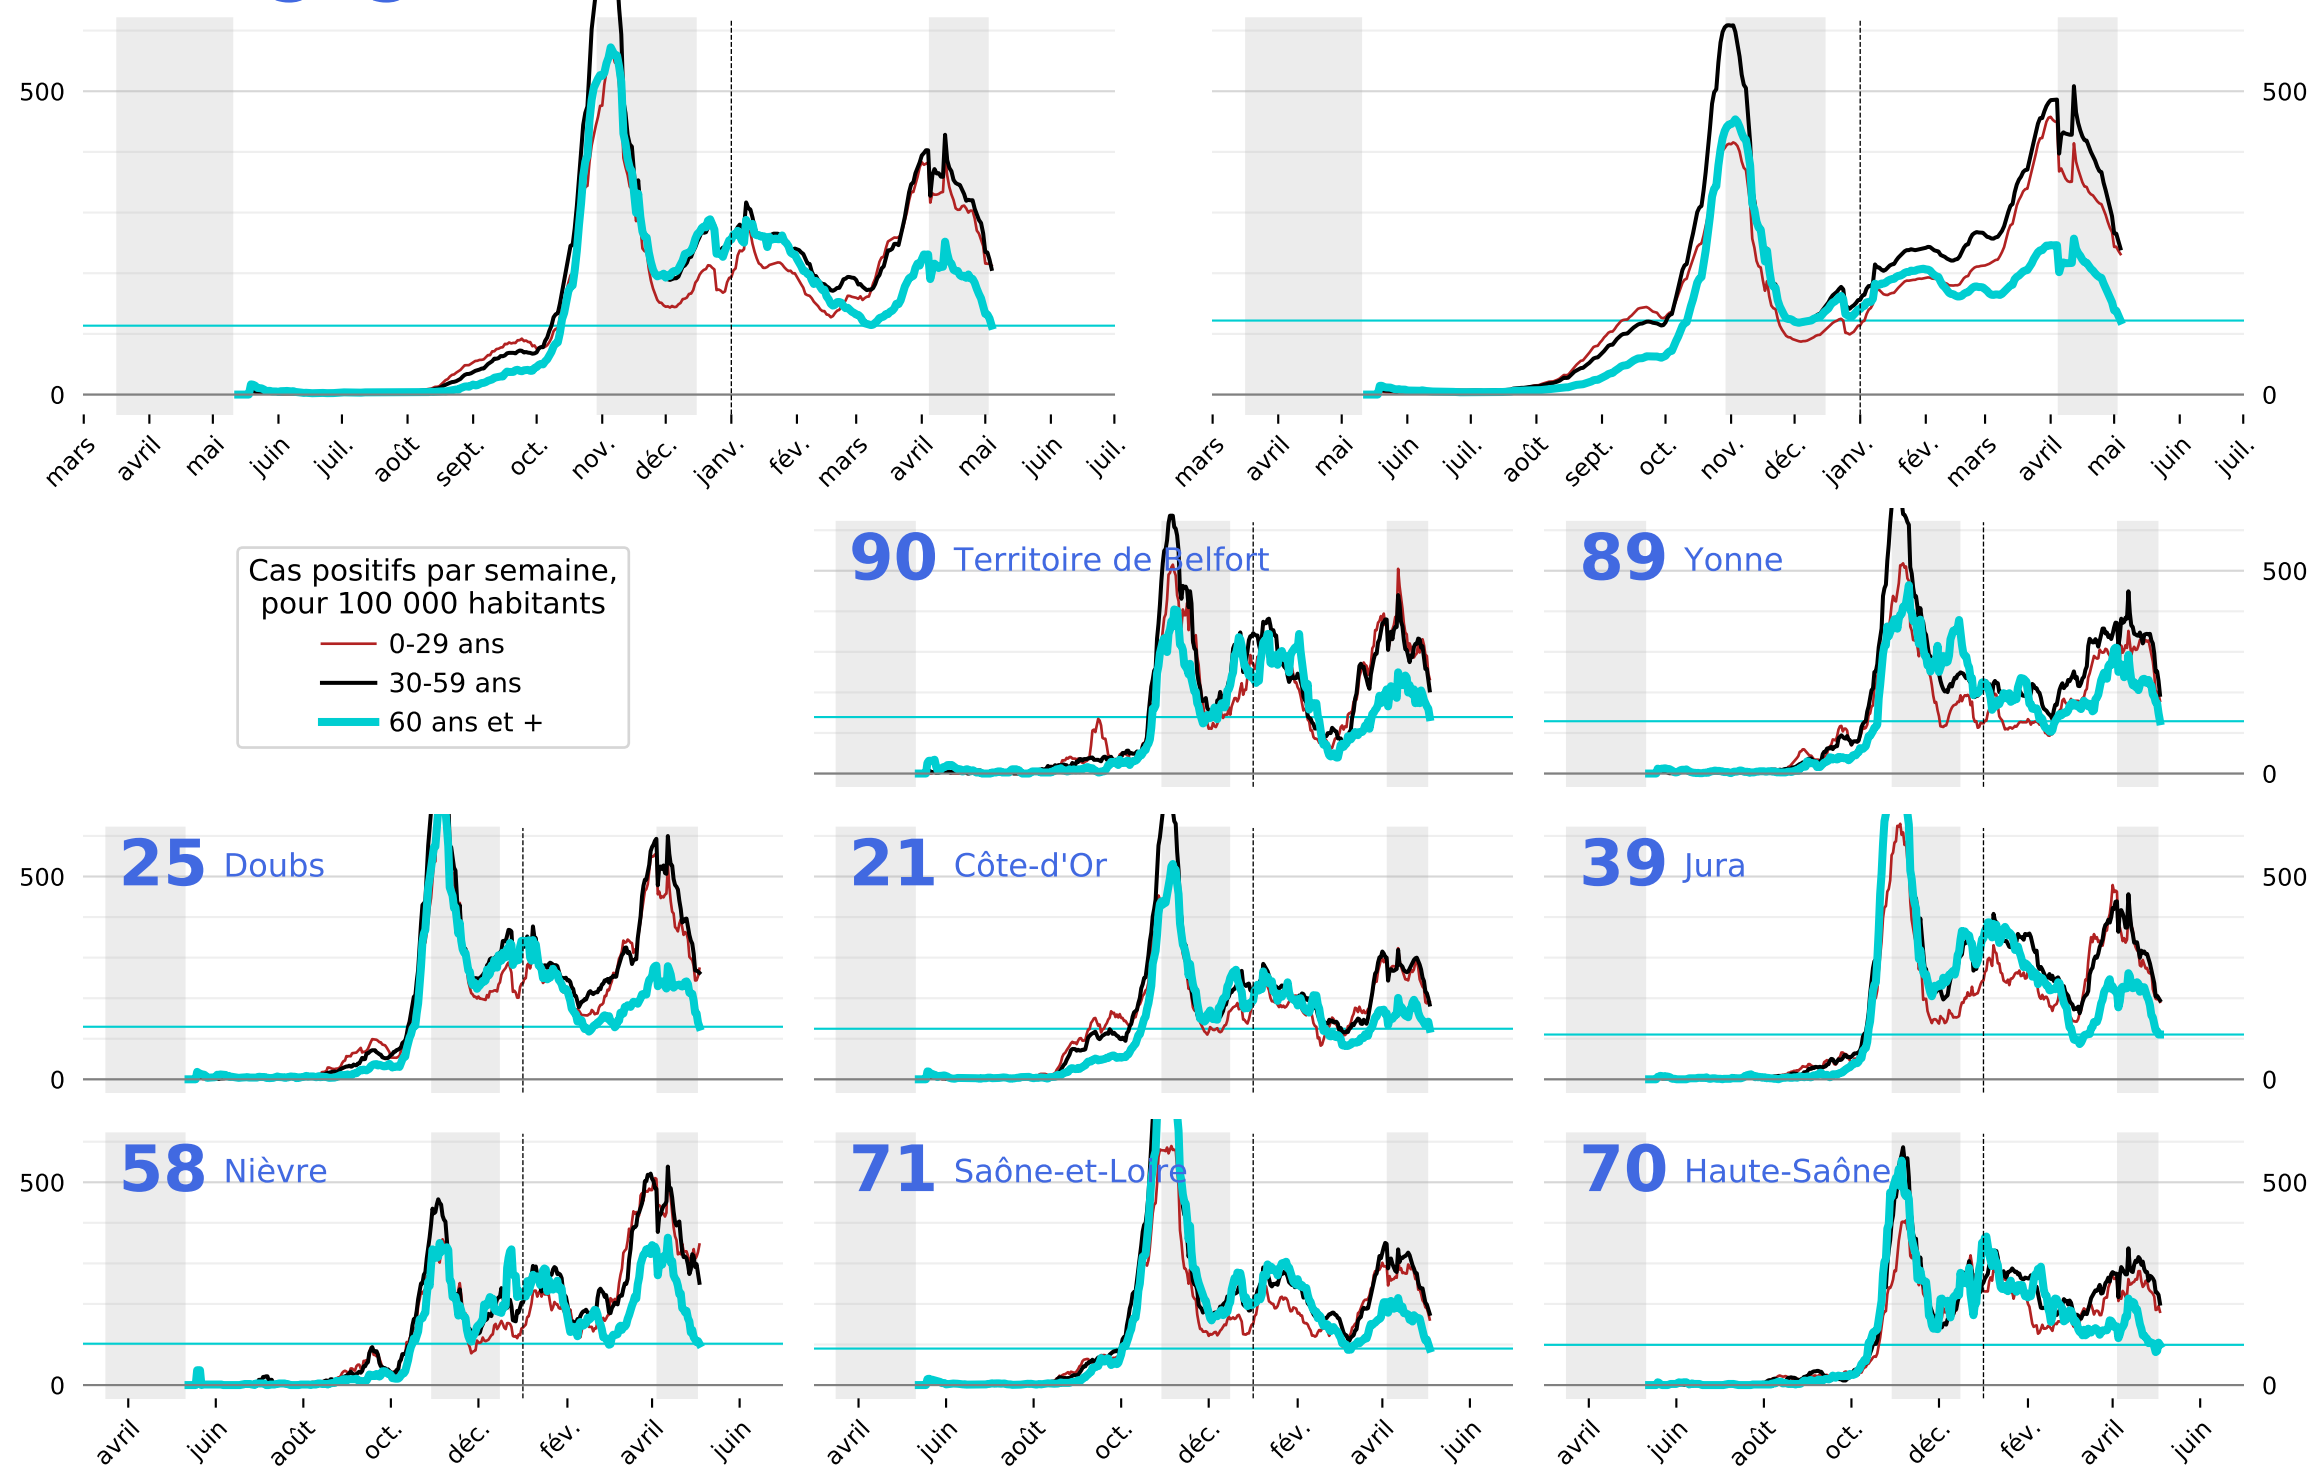 500
500
0
0
mars
avril
mai
juin
juil.
août
sept.
oct.
nov.
déc.
janv.
fév.
mars
avril
mai
juin
juil.
mars
avril
mai
juin
juil.
août
sept.
oct.
nov.
déc.
janv.
fév.
mars
avril
mai
juin
juil.
Cas positifs par semaine,
pour 100 000 habitants
0-29 ans
30-59 ans
60 ans et +
90 Territoire de Belfort
89 Yonne
500
0
25 Doubs
21 Côte-d'Or
39 Jura
500
500
0
0
58 Nièvre
71 Saône-et-Loire
70 Haute-Saône
500
500
0
0
avril
juin
août
oct.
déc.
fév.
avril
juin
avril
juin
août
oct.
déc.
fév.
avril
juin
avril
juin
août
oct.
déc.
fév.
avril
juin